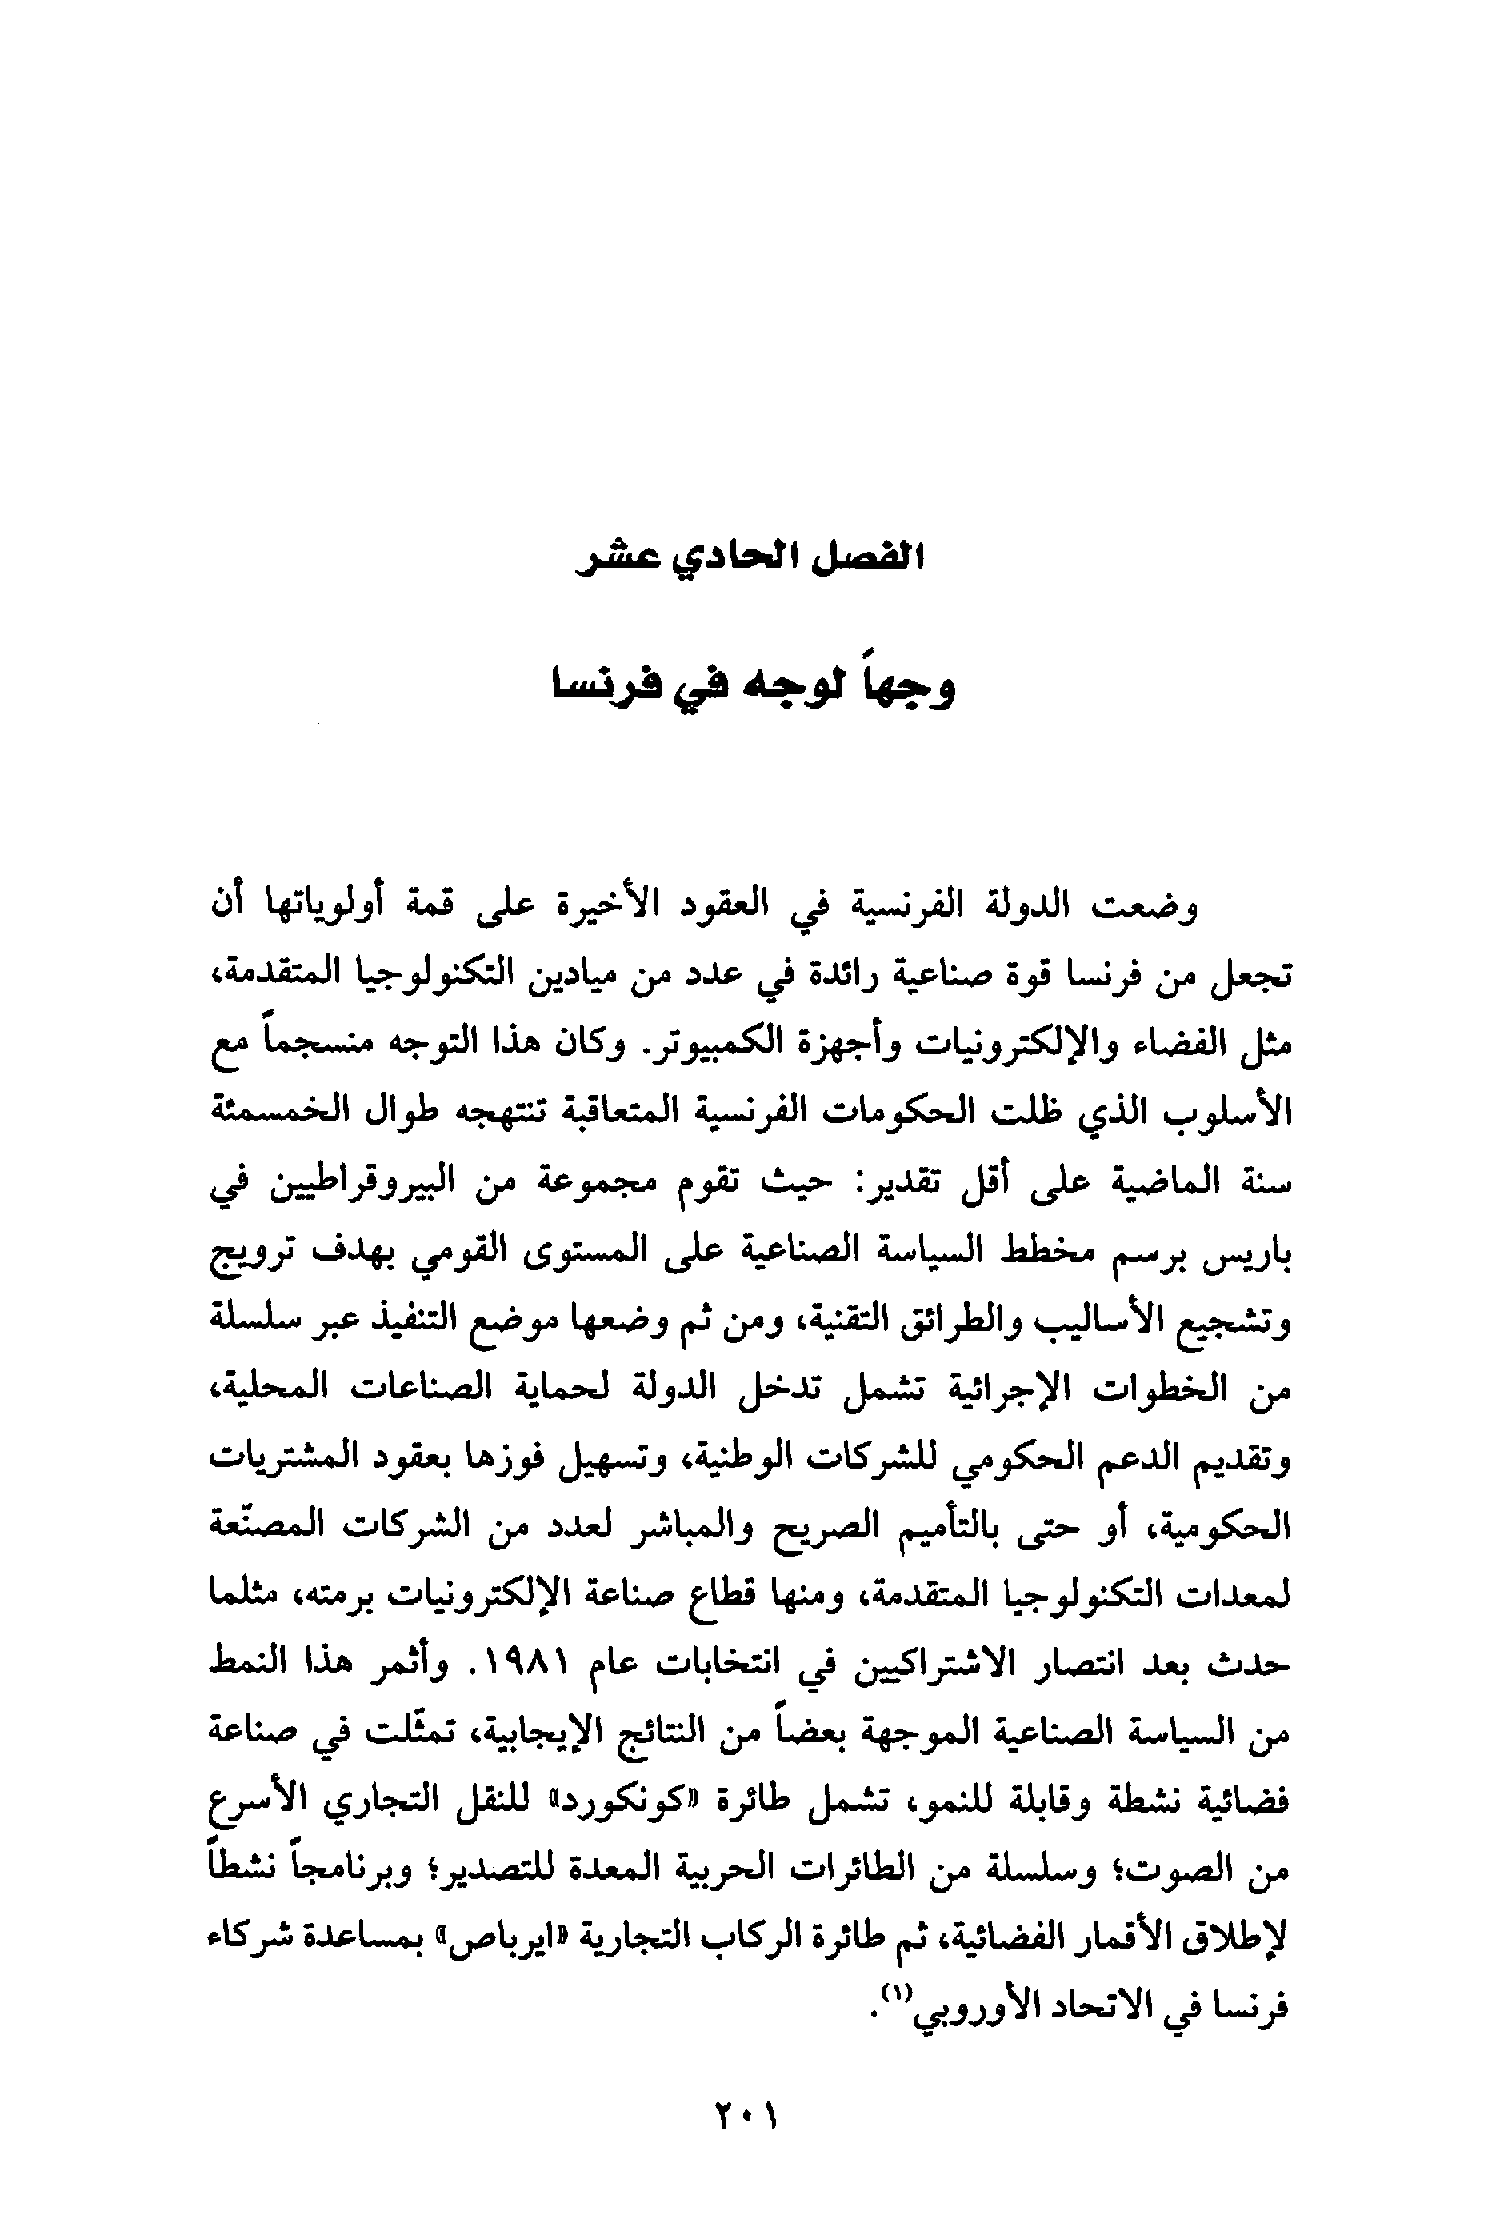 الفصل الحادي عشر
وجهاً لوجه في فرنسا
وضعت الدولة الفرنسية في العقود الأخيرة على قمة أولوياتها أن
تجعل من فرنسا قوة صناعية رائدة في عدد من ميادين التكنولوجيا المتقدمة،
مثل الفضاء والإلكترونيات وأجهزة الكمبيوتر. وكان هذا التوجه منسجماً مع
الأسلوب الذي ظلت الحكومات الفرنسية المتعاقبة تنتهجه طوال الخمسمئة
سنة الماضية على أقل تقدير: حيث تقوم مجموعة من البيروقراطيين في
باريس برسم مخطط السياسة الصناعية على المستوى القومي بهدف ترويج
وتشجيع الأساليب والطرائق التقنية، ومن ثم وضعها موضع التنفيذ عبر سلسلة
من الخطوات الإجرائية تشمل تدخل الدولة لحماية الصناعات المحلية،
وتقديم الدعم الحكومي للشركات الوطنية، وتسهيل فوزها بعقود المشتريات
الحكومية، أو حتى بالتأميم الصريح والمباشر لعدد من الشركات المصنّعة
لمعدات التكنولوجيا المتقدمة، ومنها قطاع صناعة الإلكترونيات برمته، مثلما
حدث بعد انتصار الاشتراكيين في انتخابات عام ١٩٨١. وأثمر هذا النمط
من السياسة الصناعية الموجهة بعضاً من النتائج الإيجابية، تمثّلت في صناعة
فضائية نشطة وقابلة للنمو، تشمل طائرة «كونكورد» للنقل التجاري الأسرع
من الصوت؛ وسلسلة من الطائرات الحربية المعدة للتصدير؛ وبرنامجاً نشطاً
لإطلاق الأقمار الفضائية، ثم طائرة الركاب التجارية «ايرباص» بمساعدة شركاء
فرنسا في الاتحاد الأوروبي(١).
٢٠١